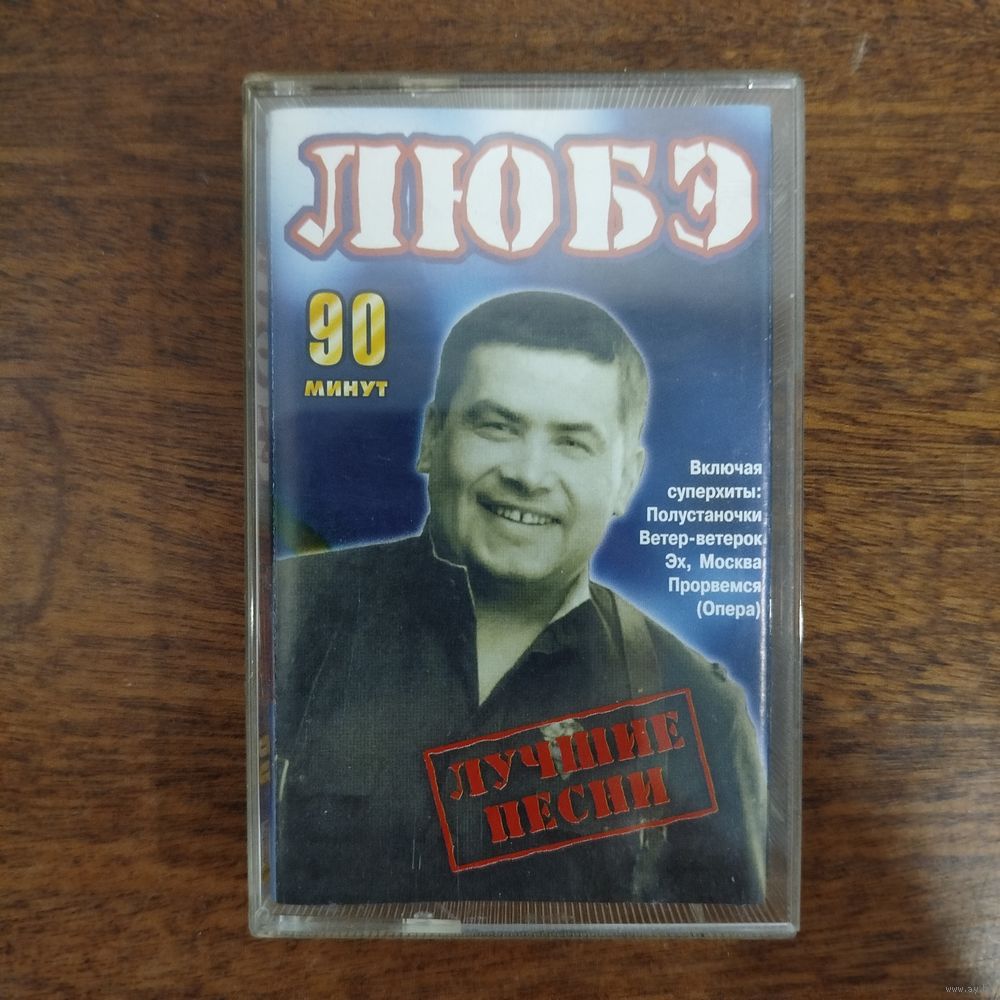 ЛЮБЭ
90
МИНУТ
Включая
суперхиты:
Полустаночки
Ветер-ветерок
Эх, Москва
Прорвемся
(Опера)
ЛУЧШИЕ
ПЕСНИ